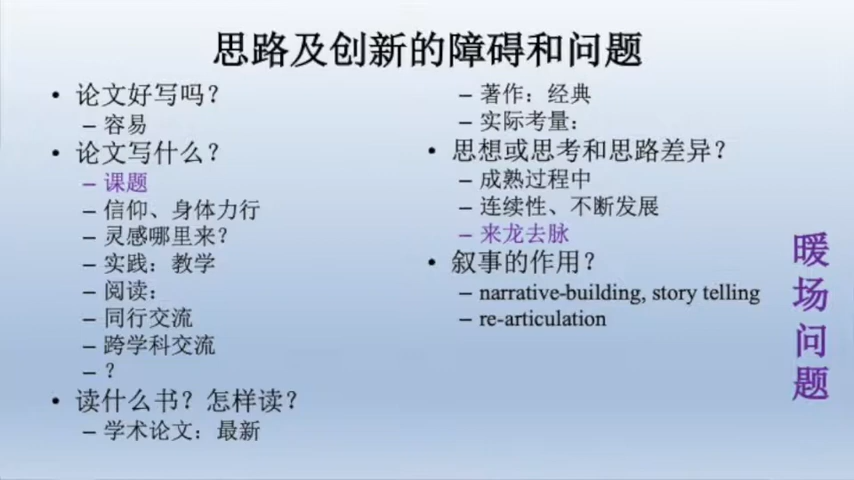 思路及创新的障碍和问题
• 论文好写吗？
– 容易
• 论文写什么？
– 课题
– 信仰、身体力行
– 灵感哪里来？
– 实践：教学
– 阅读：
– 同行交流
– 跨学科交流
– ？
• 读什么书？怎样读？
– 学术论文：最新
– 著作：经典
– 实际考量：
• 思想或思考和思路差异？
– 成熟过程中
– 连续性、不断发展
– 来龙去脉
• 叙事的作用？
– narrative-building, story telling
– re-articulation
暖场问题